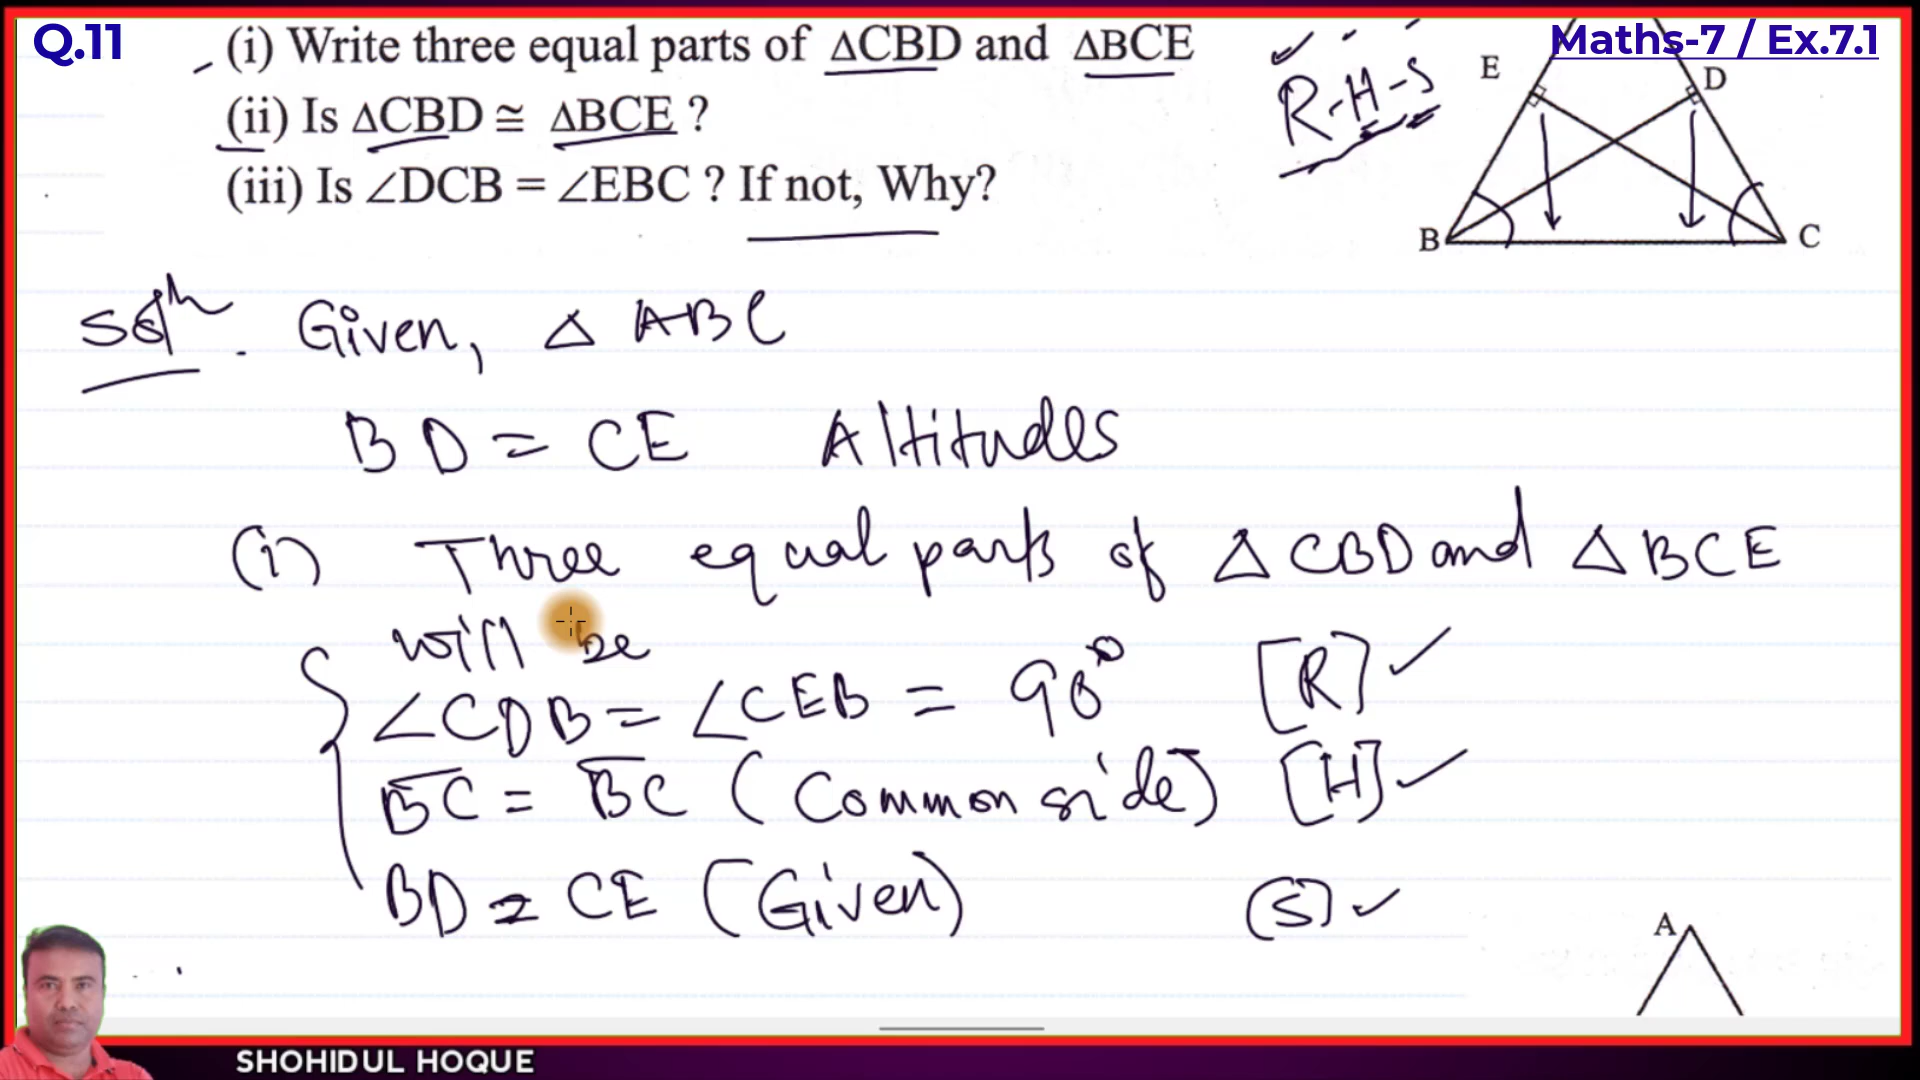 Q.11
Maths-7 / Ex.7.1
(i) Write three equal parts of ΔCBD and ΔBCE
(ii) Is ΔCBD ≅ ΔBCE ?
(iii) Is ∠DCB = ∠EBC ? If not, Why?
R-H-S
E
D
B
C
Soln. Given, Δ ABC
BD = CE Altitudes
(i) Three equal parts of Δ CBD and Δ BCE
will be
∠CDB = ∠CEB = 90° [R] ✓
B̅C̅ = B̅C̅ (Common side) [H] ✓
BD = CE (Given) (S] ✓
A
SHOHIDUL HOQUE